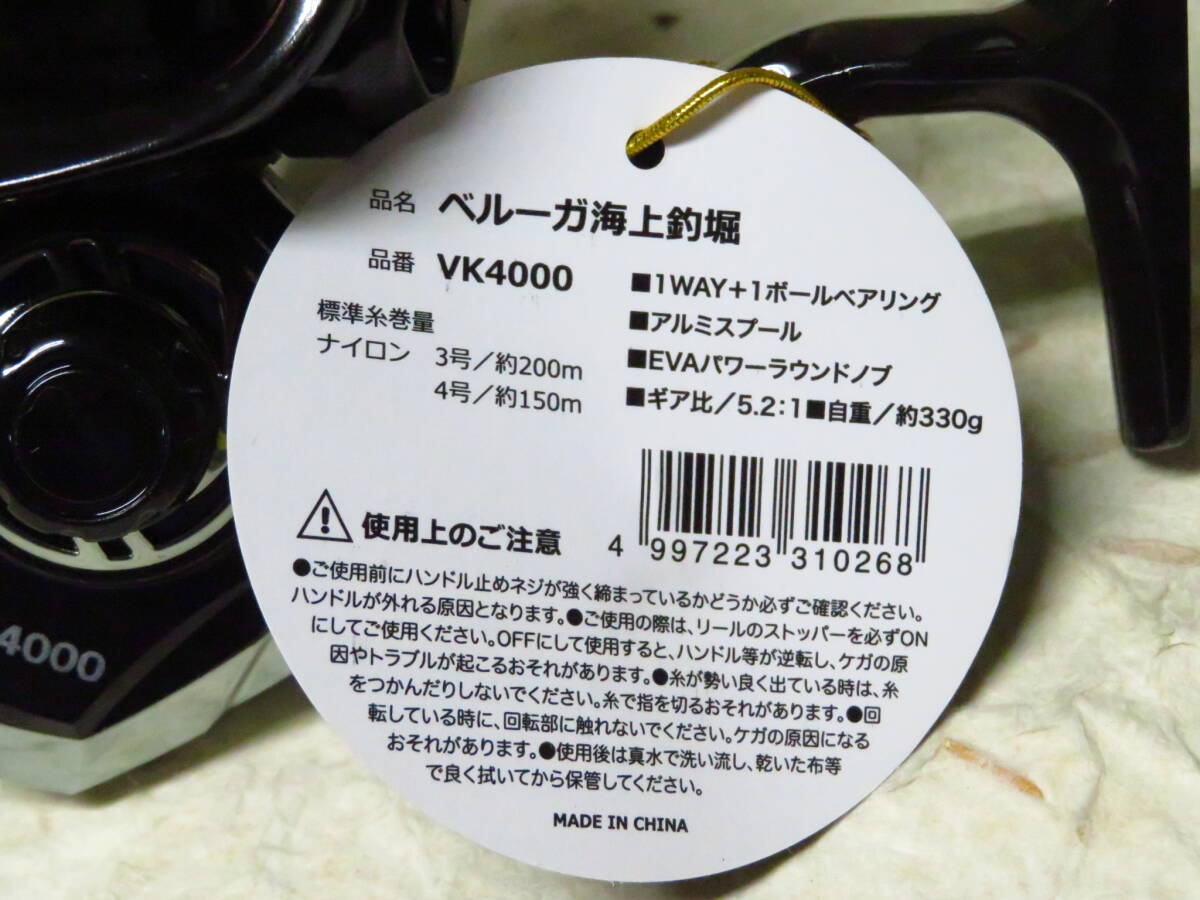 品名 ベルーガ海上釣堀
品番 VK4000
標準糸巻量
ナイロン 3号／約200m
4号／約150m
■1WAY+1ボールベアリング
■アルミスプール
■EVAパワーラウンドノブ
■ギア比／5.2:1■自重／約330g
4 997223 310268
使用上のご注意
●ご使用前にハンドル止めネジが強く締まっているかどうか必ずご確認ください。
ハンドルが外れる原因となります。●ご使用の際は、リールのストッパーを必ずON
にしてご使用ください。OFFにして使用すると、ハンドル等が逆転し、ケガの原
因やトラブルが起こるおそれがあります。●糸が勢い良く出ている時は、糸
をつかんだりしないでください。糸で指を切るおそれがあります。●回
転している時に、回転部に触れないでください。ケガの原因になる
おそれがあります。●使用後は真水で洗い流し、乾いた布等
で良く拭いてから保管してください。
MADE IN CHINA
4000